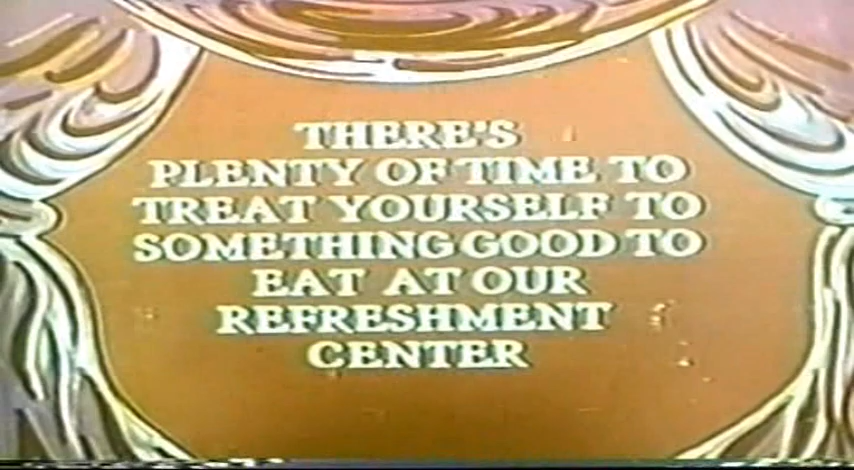 THERE'S
PLENTY OF TIME TO
TREAT YOURSELF TO
SOMETHING GOOD TO
EAT AT OUR
REFRESHMENT
CENTER